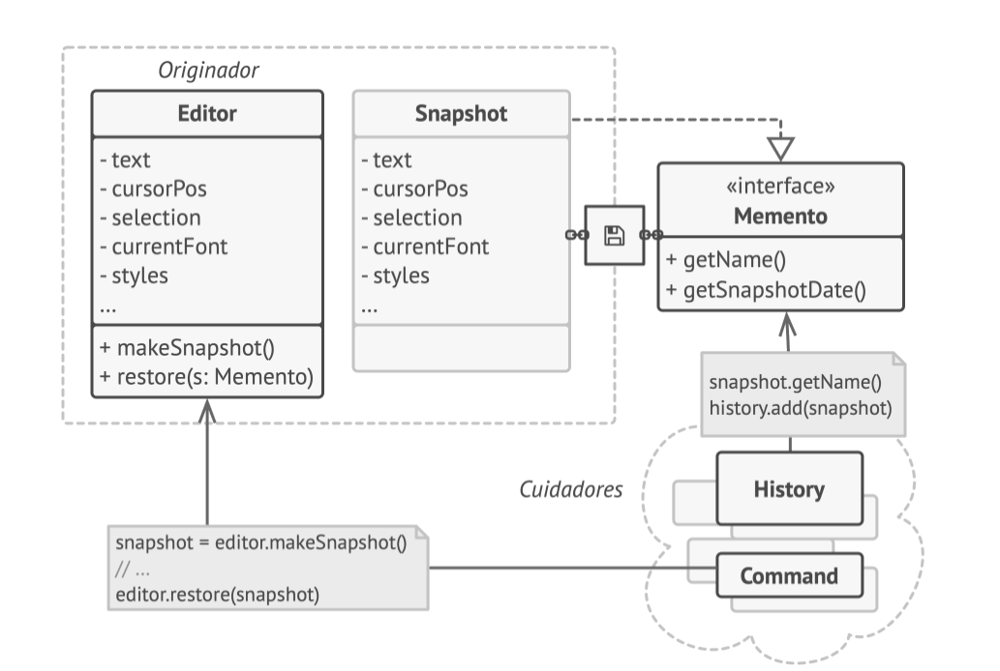 Originador
Editor
- text
- cursorPos
- selection
- currentFont
- styles
...
+ makeSnapshot()
+ restore(s: Memento)
Snapshot
- text
- cursorPos
- selection
- currentFont
- styles
...
«interface»
Memento
+ getName()
+ getSnapshotDate()
snapshot.getName()
history.add(snapshot)
Cuidadores
History
Command
snapshot = editor.makeSnapshot()
// ...
editor.restore(snapshot)